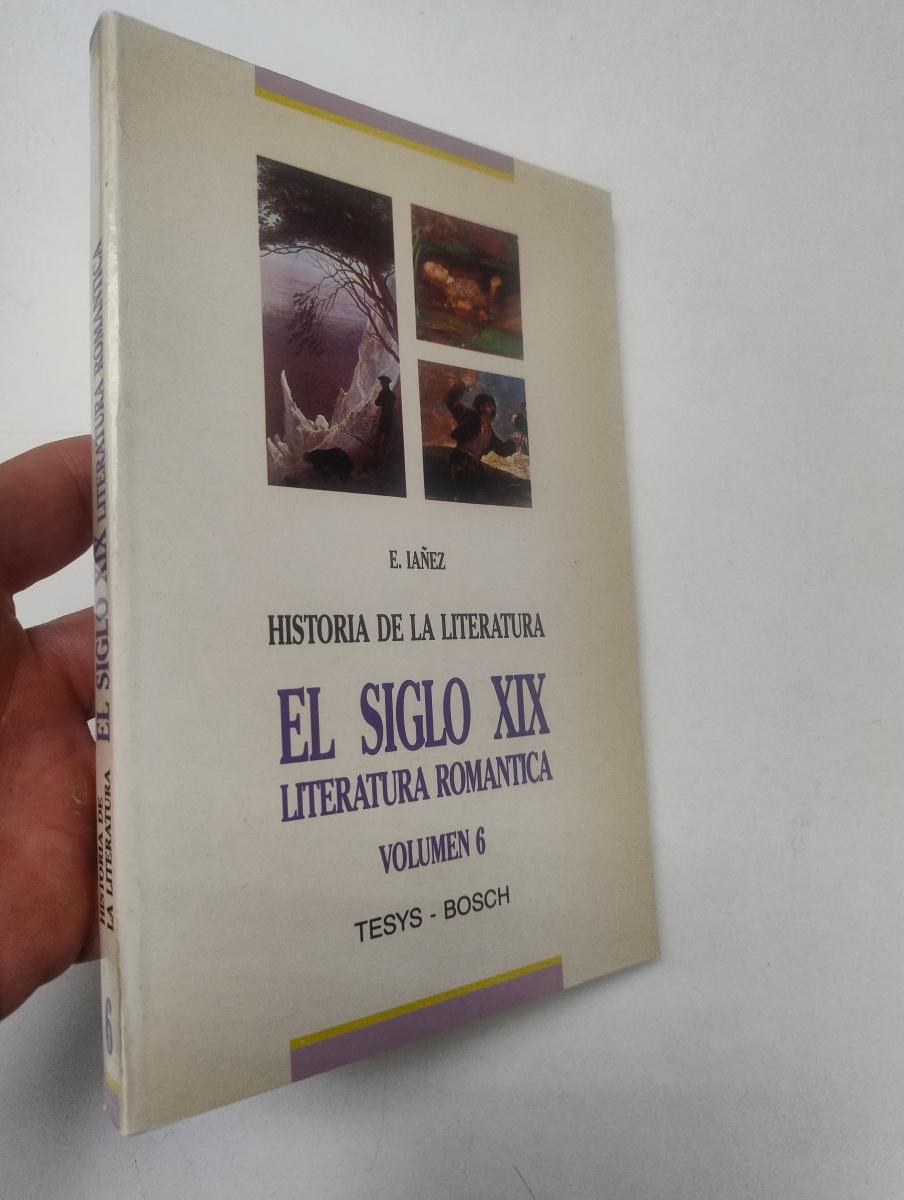 E. IAÑEZ
HISTORIA DE LA LITERATURA
EL SIGLO XIX
LITERATURA ROMANTICA
VOLUMEN 6
TESYS - BOSCH
HISTORIA DE
LA LITERATURA
EL SIGLO XIX LITERATURA ROMANTICA
6